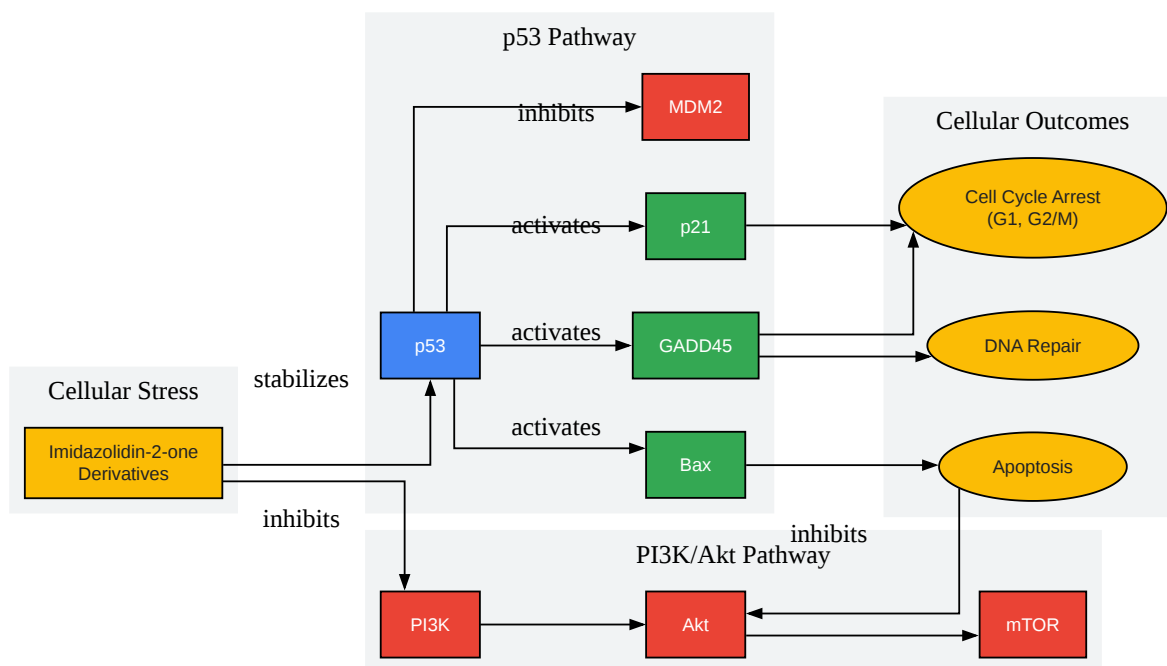 p53 Pathway
inhibits
MDM2
Cellular Outcomes
activates
p21
Cell Cycle Arrest
(G1, G2/M)
p53
activates
GADD45
DNA Repair
Cellular Stress
stabilizes
Imidazolidin-2-one
Derivatives
activates
Bax
Apoptosis
inhibits
inhibits
PI3K/Akt Pathway
PI3K
Akt
mTOR